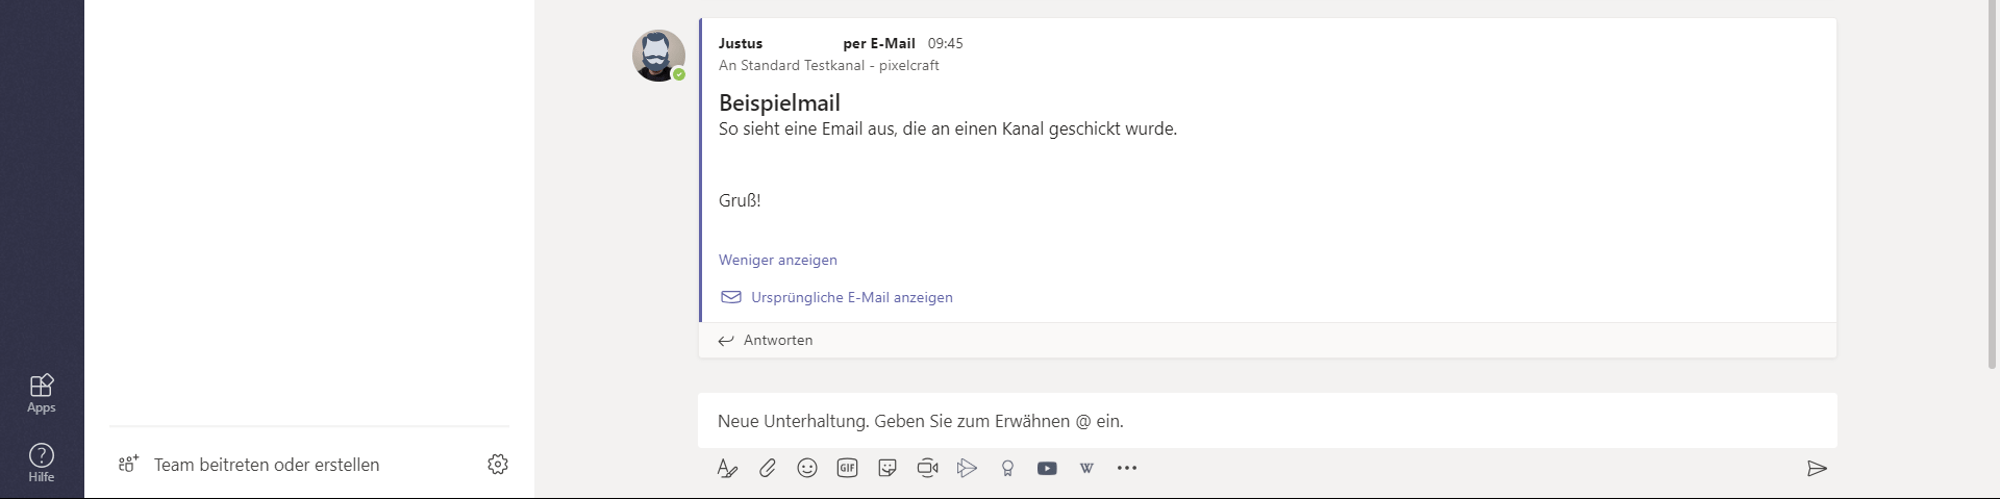 Justus per E-Mail 09:45
An Standard Testkanal - pixelcraft
Beispielmail
So sieht eine Email aus, die an einen Kanal geschickt wurde.
Gruß!
Weniger anzeigen
Ursprüngliche E-Mail anzeigen
Antworten
Neue Unterhaltung. Geben Sie zum Erwähnen @ ein.
GIF
W
Apps
Hilfe
Team beitreten oder erstellen